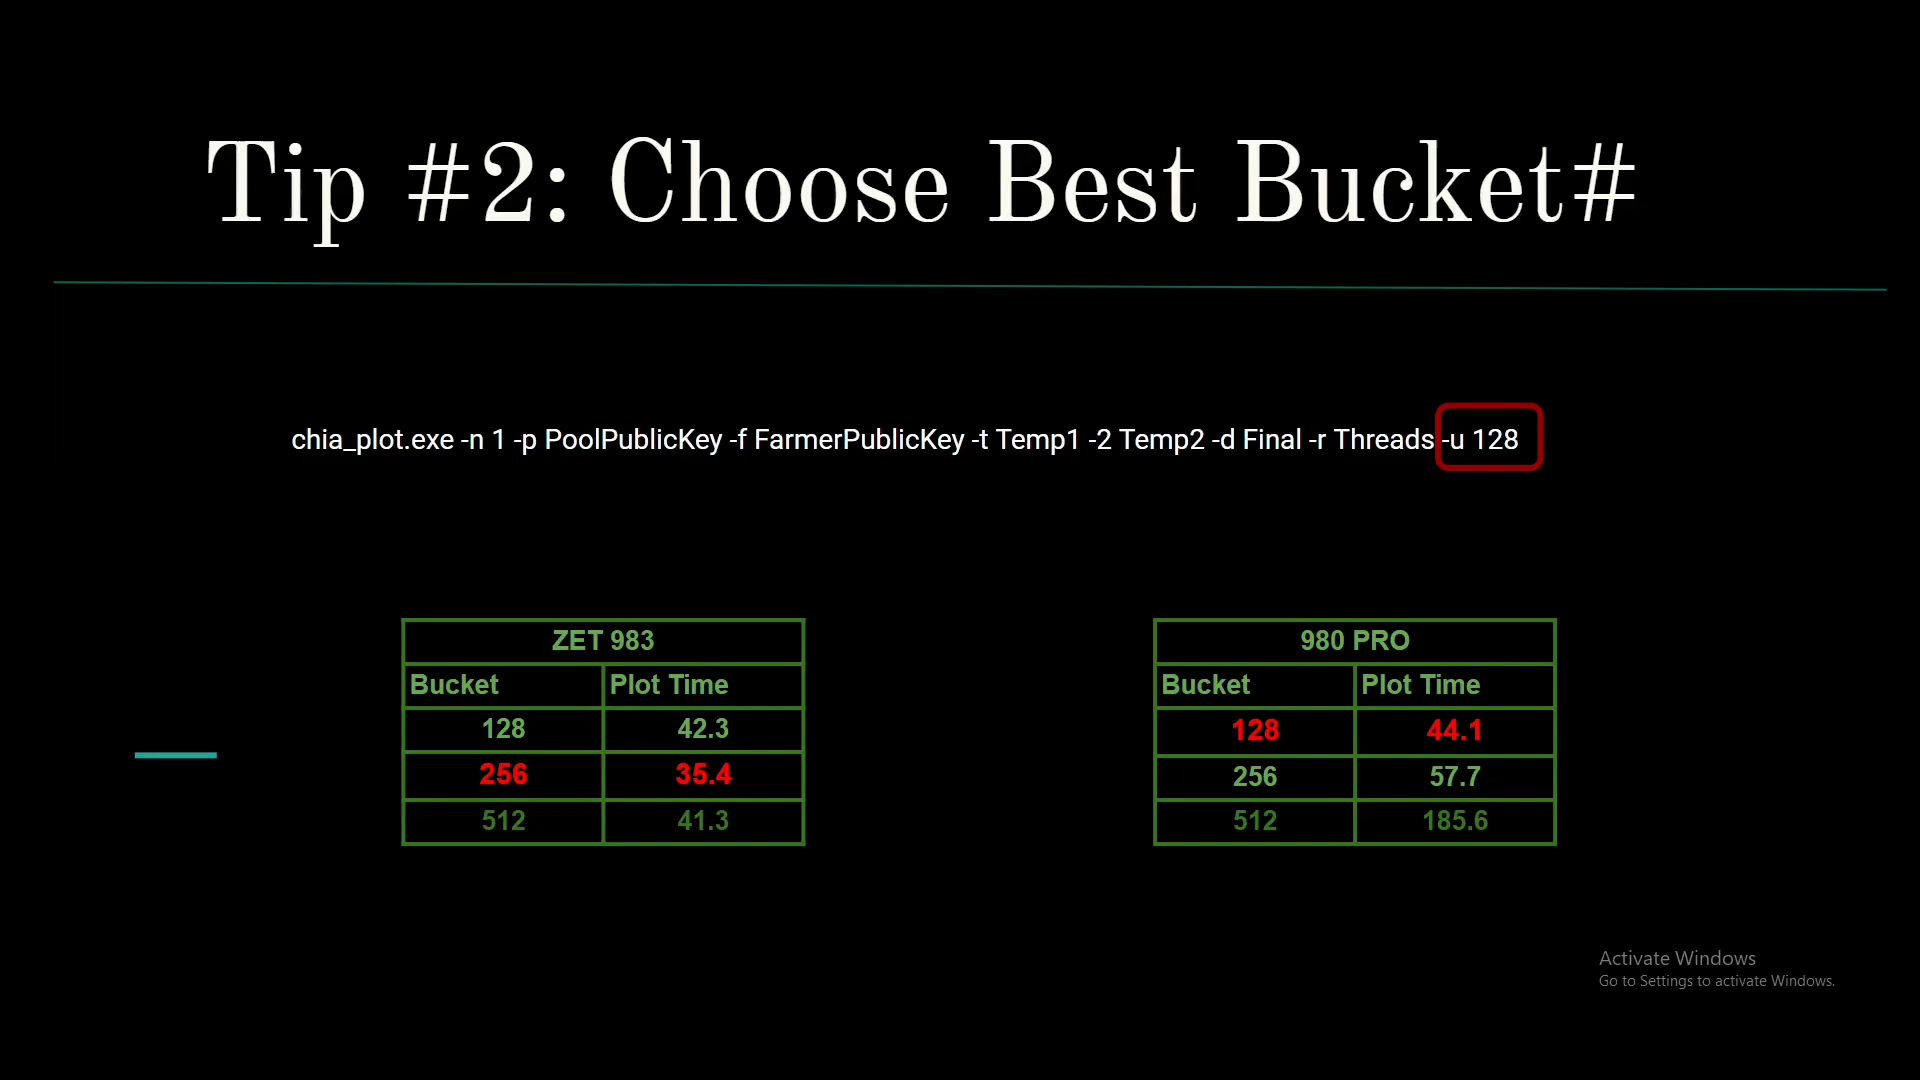 Tip #2: Choose Best Bucket#
chia_plot.exe -n 1 -p PoolPublicKey -f FarmerPublicKey -t Temp1 -2 Temp2 -d Final -r Threads -u 128
ZET 983
Bucket Plot Time
128 42.3
256 35.4
512 41.3
980 PRO
Bucket Plot Time
128 44.1
256 57.7
512 185.6
Activate Windows
Go to Settings to activate Windows.